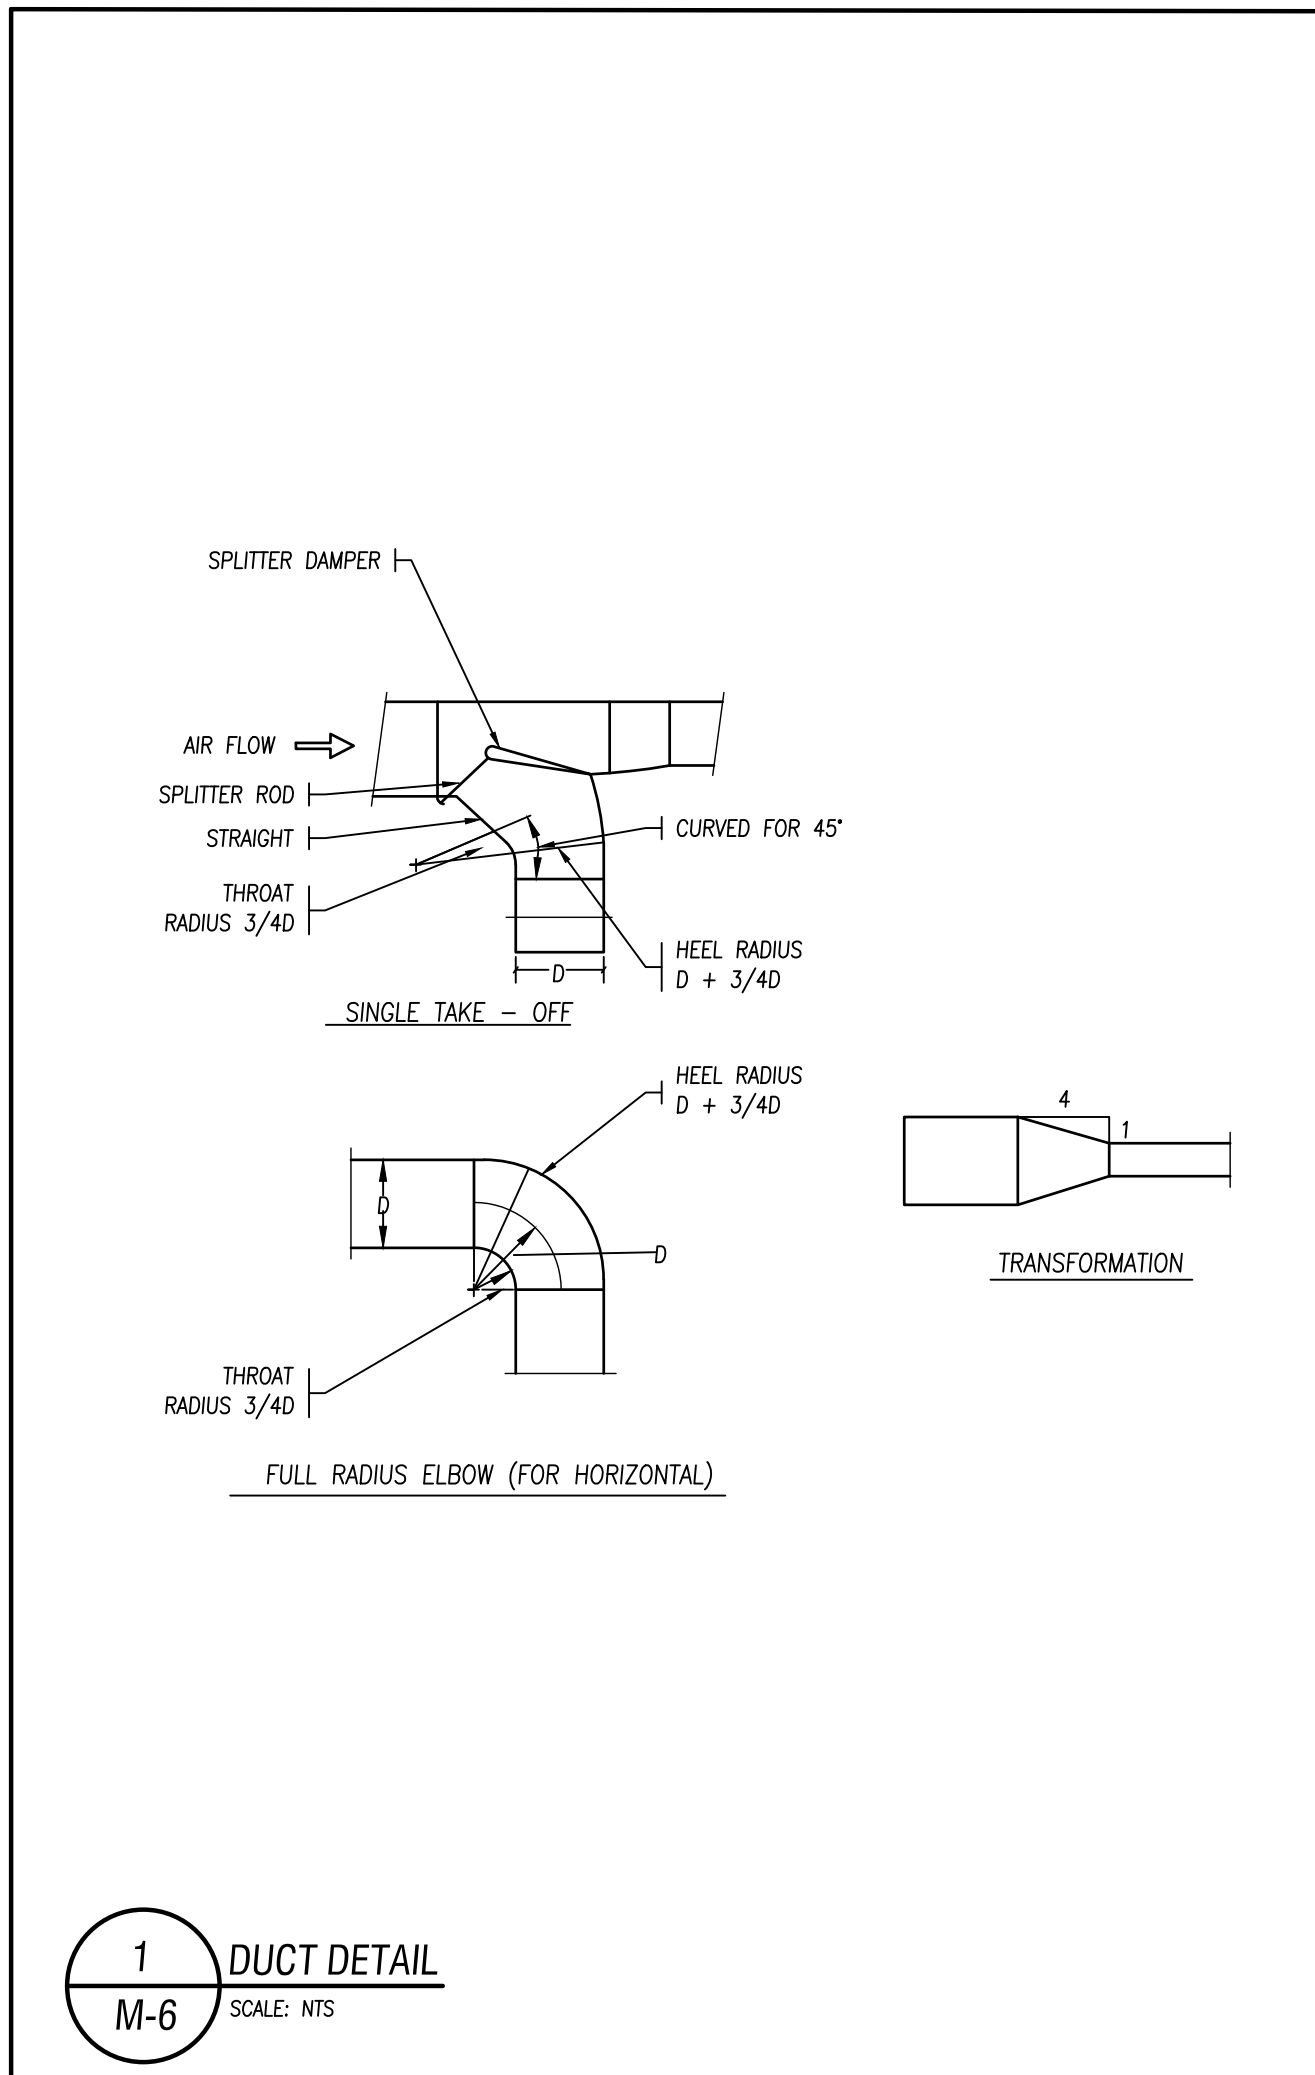 SPLITTER DAMPER
AIR FLOW
SPLITTER ROD
STRAIGHT
CURVED FOR 45°
THROAT
RADIUS 3/4D
HEEL RADIUS
D + 3/4D
D
SINGLE TAKE - OFF
HEEL RADIUS
D + 3/4D
D
D
THROAT
RADIUS 3/4D
FULL RADIUS ELBOW (FOR HORIZONTAL)
4
1
TRANSFORMATION
1
M-6
DUCT DETAIL
SCALE: NTS